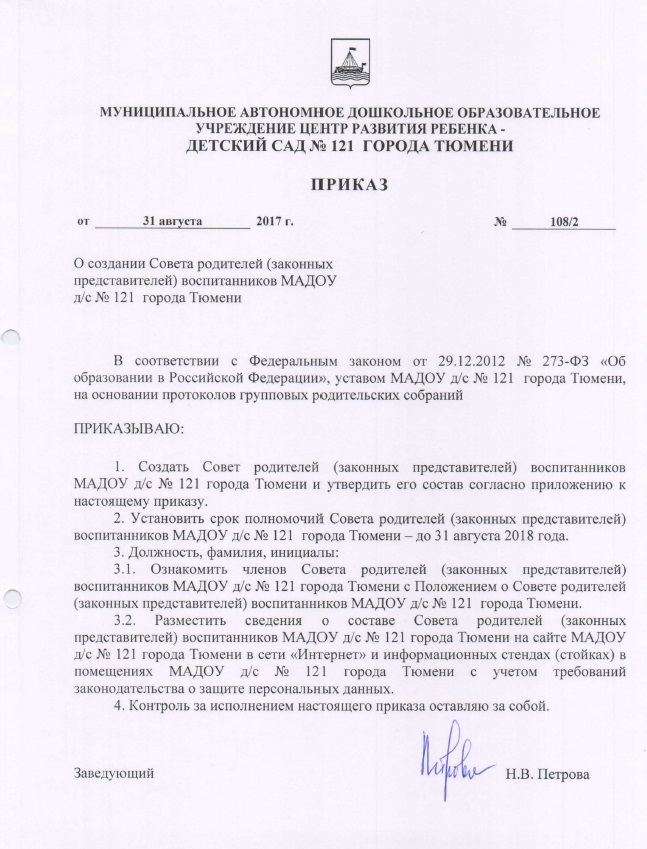 МУНИЦИПАЛЬНОЕ АВТОНОМНОЕ ДОШКОЛЬНОЕ ОБРАЗОВАТЕЛЬНОЕ
УЧРЕЖДЕНИЕ ЦЕНТР РАЗВИТИЯ РЕБЕНКА -
ДЕТСКИЙ САД № 121 ГОРОДА ТЮМЕНИ
ПРИКАЗ
от 31 августа 2017 г. № 108/2
О создании Совета родителей (законных
представителей) воспитанников МАДОУ
д/с № 121 города Тюмени
В соответствии с Федеральным законом от 29.12.2012 № 273-ФЗ «Об
образовании в Российской Федерации», уставом МАДОУ д/с № 121 города Тюмени,
на основании протоколов групповых родительских собраний
ПРИКАЗЫВАЮ:
1. Создать Совет родителей (законных представителей) воспитанников
МАДОУ д/с № 121 города Тюмени и утвердить его состав согласно приложению к
настоящему приказу.
2. Установить срок полномочий Совета родителей (законных представителей)
воспитанников МАДОУ д/с № 121 города Тюмени – до 31 августа 2018 года.
3. Должность, фамилия, инициалы:
3.1. Ознакомить членов Совета родителей (законных представителей)
воспитанников МАДОУ д/с № 121 города Тюмени с Положением о Совете родителей
(законных представителей) воспитанников МАДОУ д/с № 121 города Тюмени.
3.2. Разместить сведения о составе Совета родителей (законных
представителей) воспитанников МАДОУ д/с № 121 города Тюмени на сайте МАДОУ
д/с № 121 города Тюмени в сети «Интернет» и информационных стендах (стойках) в
помещениях МАДОУ д/с № 121 города Тюмени с учетом требований
законодательства о защите персональных данных.
4. Контроль за исполнением настоящего приказа оставляю за собой.
Заведующий Н.В. Петрова